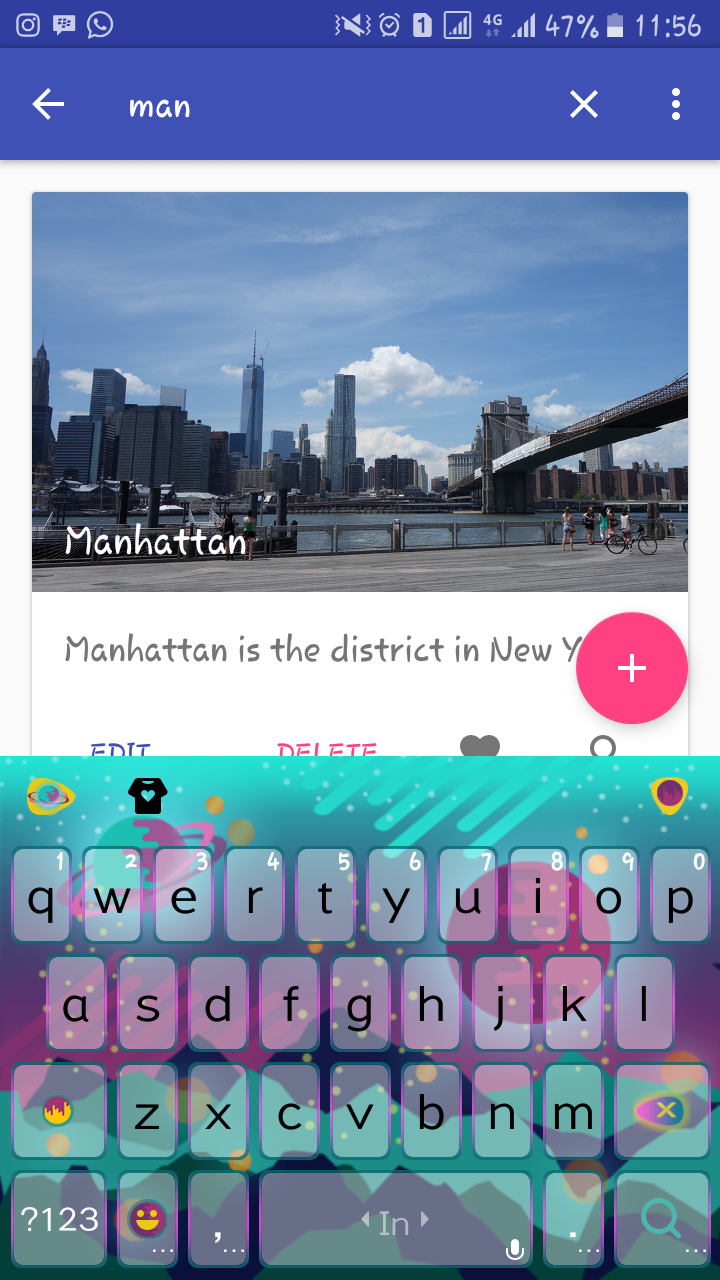 1 4G 47% 11:56
man
Manhattan
Manhattan is the district in New Y
EDIT DELETE
1 2 3 4 5 6 7 8 9 0
q w e r t y u i o p
a s d f g h j k l
z x c v b n m
?123 , In .